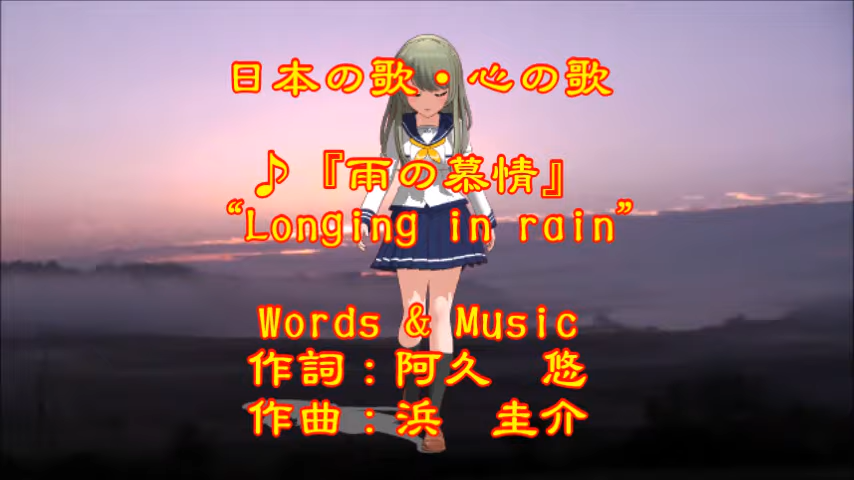 日本の歌・心の歌
♪『雨の慕情』
“Longing in rain”
Words & Music
作詞：阿久　悠
作曲：浜　圭介